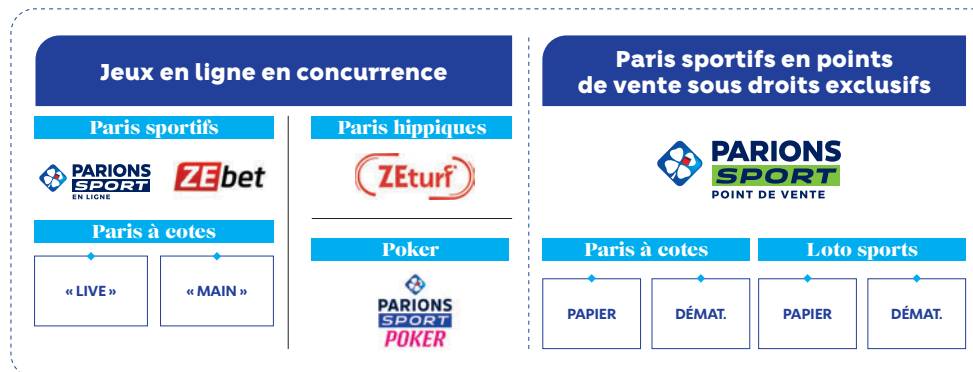 Jeux en ligne en concurrence
Paris sportifs
PARIONS
SPORT
EN LIGNE
ZEbet
Paris à cotes
« LIVE »
« MAIN »
Paris hippiques
ZEturf
Poker
PARIONS
SPORT
POKER
Paris sportifs en points
de vente sous droits exclusifs
PARIONS
SPORT
POINT DE VENTE
Paris à cotes
PAPIER
DÉMAT.
Loto sports
PAPIER
DÉMAT.